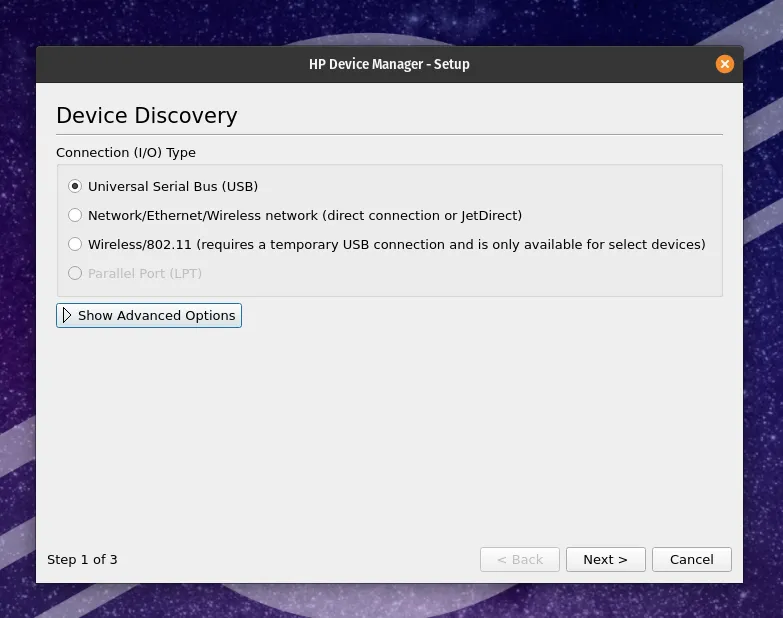 HP Device Manager - Setup
Device Discovery
Connection (I/O) Type
Universal Serial Bus (USB)
Network/Ethernet/Wireless network (direct connection or JetDirect)
Wireless/802.11 (requires a temporary USB connection and is only available for select devices)
Parallel Port (LPT)
Show Advanced Options
Step 1 of 3
< Back
Next >
Cancel